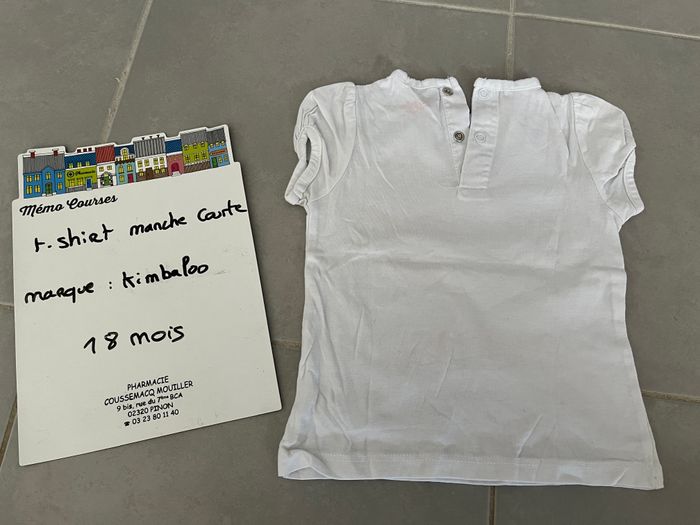 Mémo Courses
t-shirt manche courte
marque : Kimbaloo
18 mois
PHARMACIE
COUSSEMACQ MOUILLER
9 bis, rue du 7ème BCA
02320 PINON
☎ 03 23 80 11 40